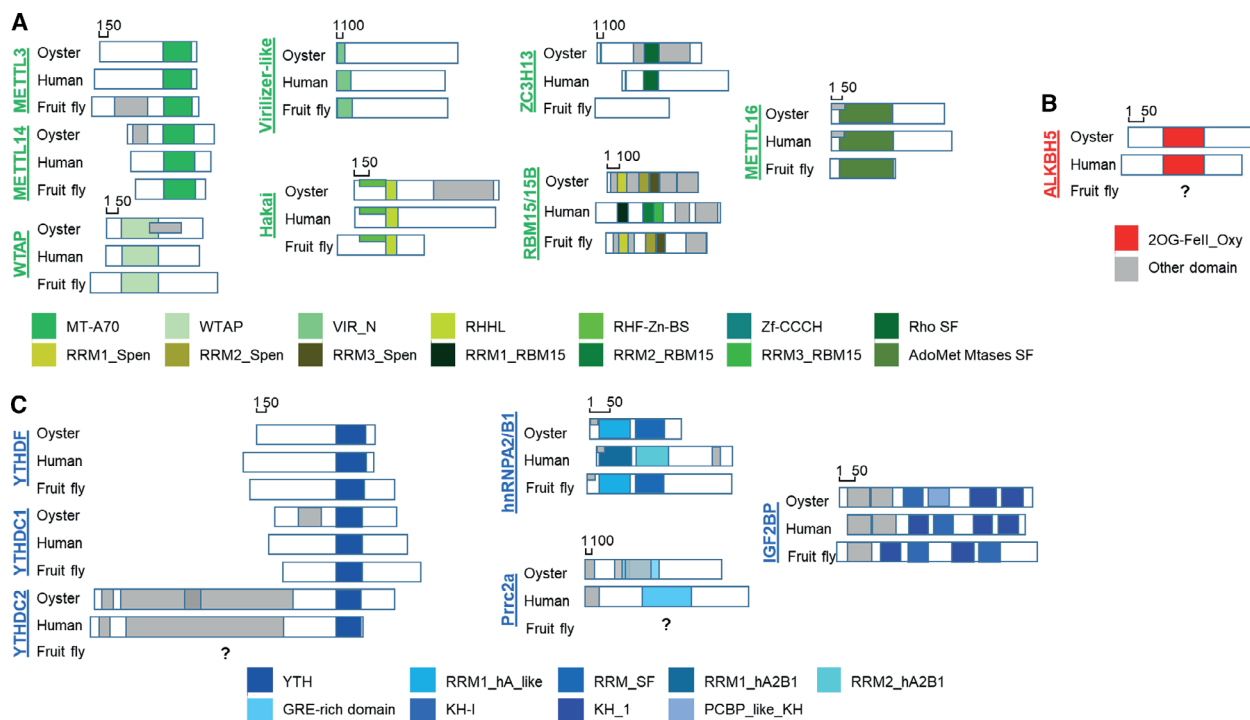 A
1 50
METTL3
Oyster
Human
Fruit fly
METTL14
Oyster
Human
Fruit fly
1 50
WTAP
Oyster
Human
Fruit fly
1100
Virilizer-like
Oyster
Human
Fruit fly
1 50
Hakai
Oyster
Human
Fruit fly
1100
ZC3H13
Oyster
Human
Fruit fly
1 100
RBM15/15B
Oyster
Human
Fruit fly
1 50
METTL16
Oyster
Human
Fruit fly
MT-A70 WTAP VIR_N RHHL RHF-Zn-BS Zf-CCCH Rho SF
RRM1_Spen RRM2_Spen RRM3_Spen RRM1_RBM15 RRM2_RBM15 RRM3_RBM15 AdoMet Mtases SF
B
1 50
ALKBH5
Oyster
Human
Fruit fly ?
2OG-FeII_Oxy
Other domain
C
1 50
YTHDF
Oyster
Human
Fruit fly
YTHDC1
Oyster
Human
Fruit fly
YTHDC2
Oyster
Human
Fruit fly ?
1 50
hnRNPA2/B1
Oyster
Human
Fruit fly
1100
Prrc2a
Oyster
Human
Fruit fly ?
1 50
IGF2BP
Oyster
Human
Fruit fly
YTH RRM1_hA_like RRM_SF RRM1_hA2B1 RRM2_hA2B1
GRE-rich domain KH-I KH_1 PCBP_like_KH